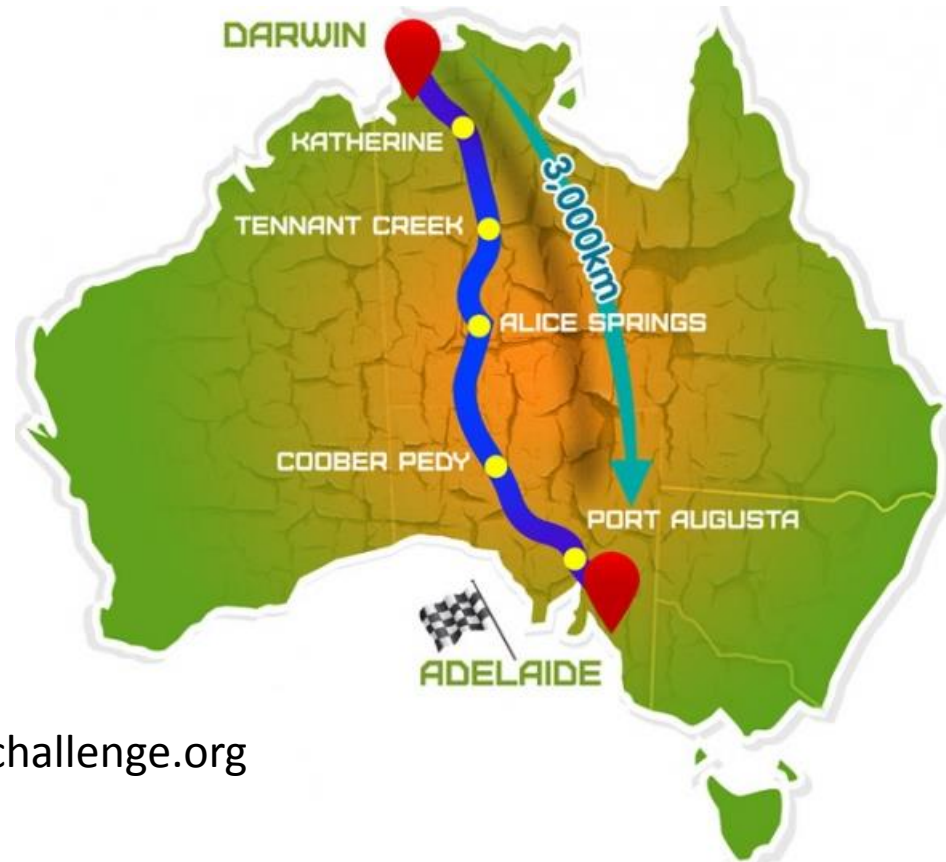 DARWIN
KATHERINE
3,000km
TENNANT CREEK
ALICE SPRINGS
COOBER PEDY
PORT AUGUSTA
ADELAIDE
challenge.org